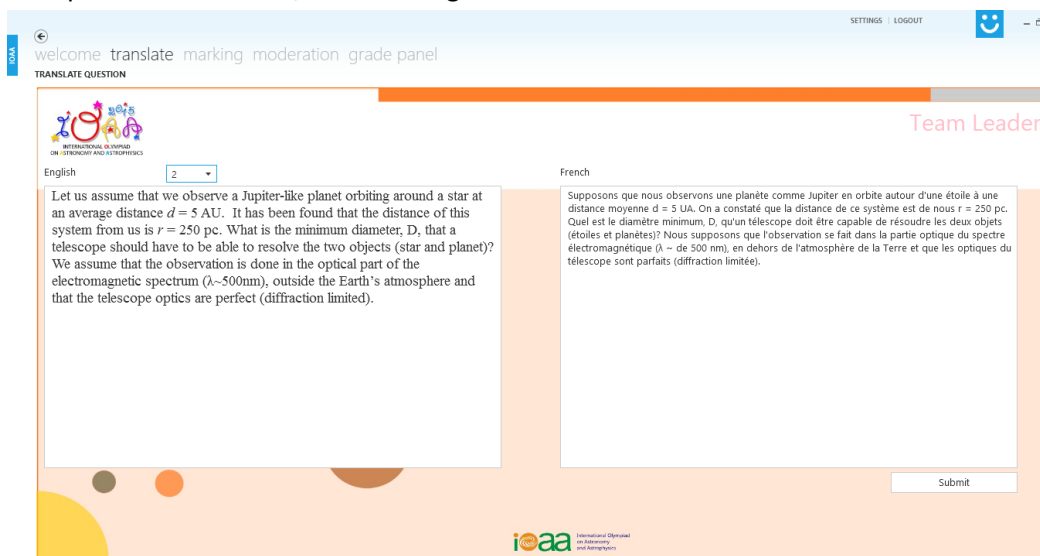 SETTINGS | LOGOUT
IOAA
welcome translate marking moderation grade panel
TRANSLATE QUESTION
INTERNATIONAL OLYMPIAD
ON ASTRONOMY AND ASTROPHYSICS
Team Leader
English
2
French
Let us assume that we observe a Jupiter-like planet orbiting around a star at
an average distance d = 5 AU. It has been found that the distance of this
system from us is r = 250 pc. What is the minimum diameter, D, that a
telescope should have to be able to resolve the two objects (star and planet)?
We assume that the observation is done in the optical part of the
electromagnetic spectrum (λ~500nm), outside the Earth's atmosphere and
that the telescope optics are perfect (diffraction limited).
Supposons que nous observons une planète comme Jupiter en orbite autour d'une étoile à une
distance moyenne d = 5 UA. On a constaté que la distance de ce système est de nous r = 250 pc.
Quel est le diamétre minimum, D, qu'un télescope doit être capable de résoudre les deux objets
(étoiles et planètes)? Nous supposons que l'observation se fait dans la partie optique du spectre
électromagnétique (λ ~ de 500 nm), en dehors de l'atmosphère de la Terre et que les optiques du
télescope sont parfaits (diffraction limitée).
Submit
ioaa
International Olympiad
on Astronomy
and Astrophysics